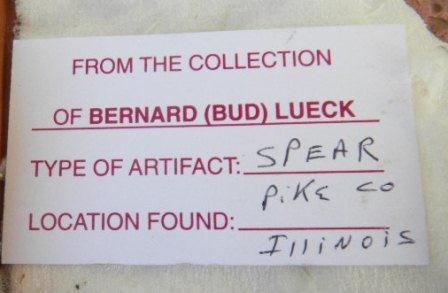 FROM THE COLLECTION
OF BERNARD (BUD) LUECK
TYPE OF ARTIFACT: SPEAR
PIKE CO
LOCATION FOUND:
ILLINOIS